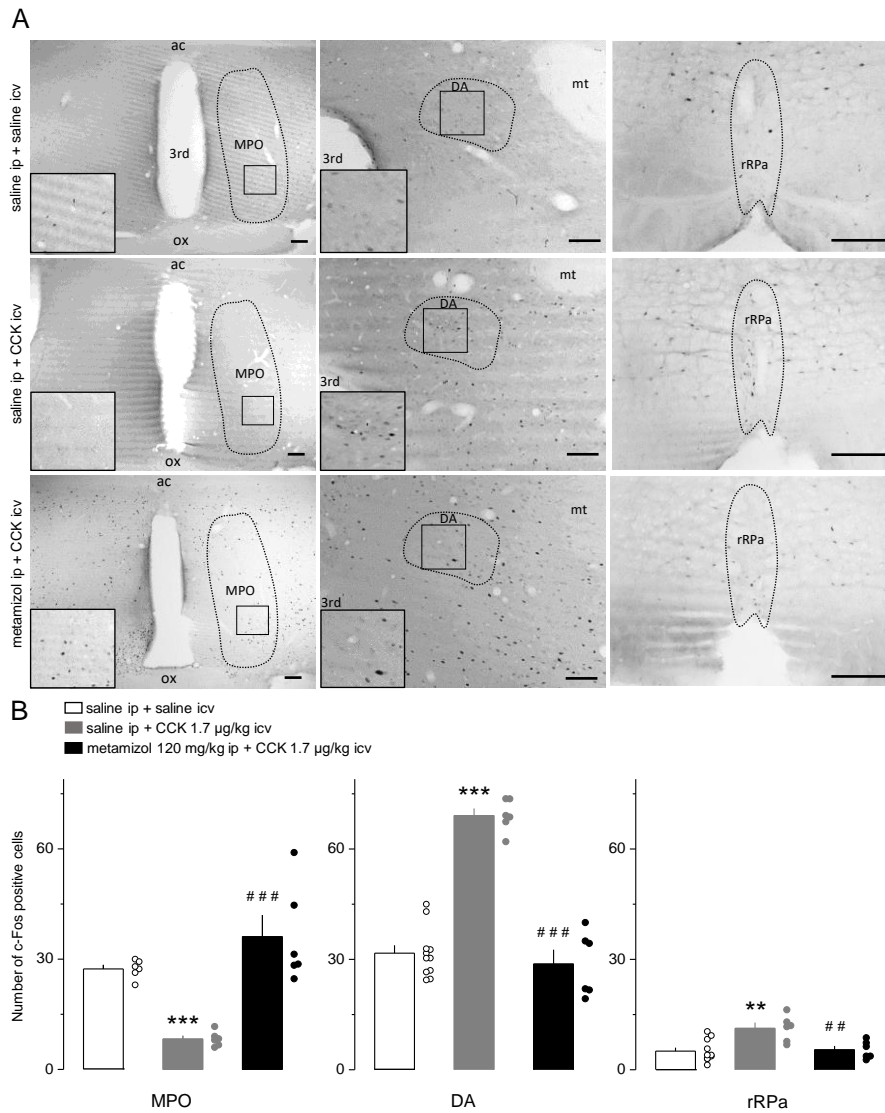 A
saline ip + saline icv
ac
3rd
MPO
ox
DA
mt
3rd
rRPa
saline ip + CCK icv
ac
MPO
ox
DA
mt
3rd
rRPa
metamizol ip + CCK icv
ac
MPO
ox
DA
mt
3rd
rRPa
B
saline ip + saline icv
saline ip + CCK 1.7 µg/kg icv
metamizol 120 mg/kg ip + CCK 1.7 µg/kg icv
Number of c-Fos positive cells
60
30
0
***
# # #
MPO
60
30
0
***
# # #
DA
60
30
0
**
# #
rRPa